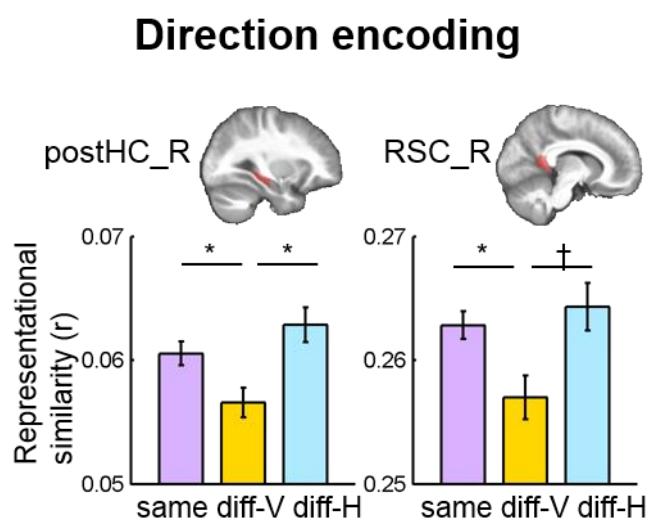 Direction encoding
postHC_R
RSC_R
Representational
similarity (r)
0.07
0.06
0.05
* *
same diff-V diff-H
0.27
0.26
0.25
* †
same diff-V diff-H